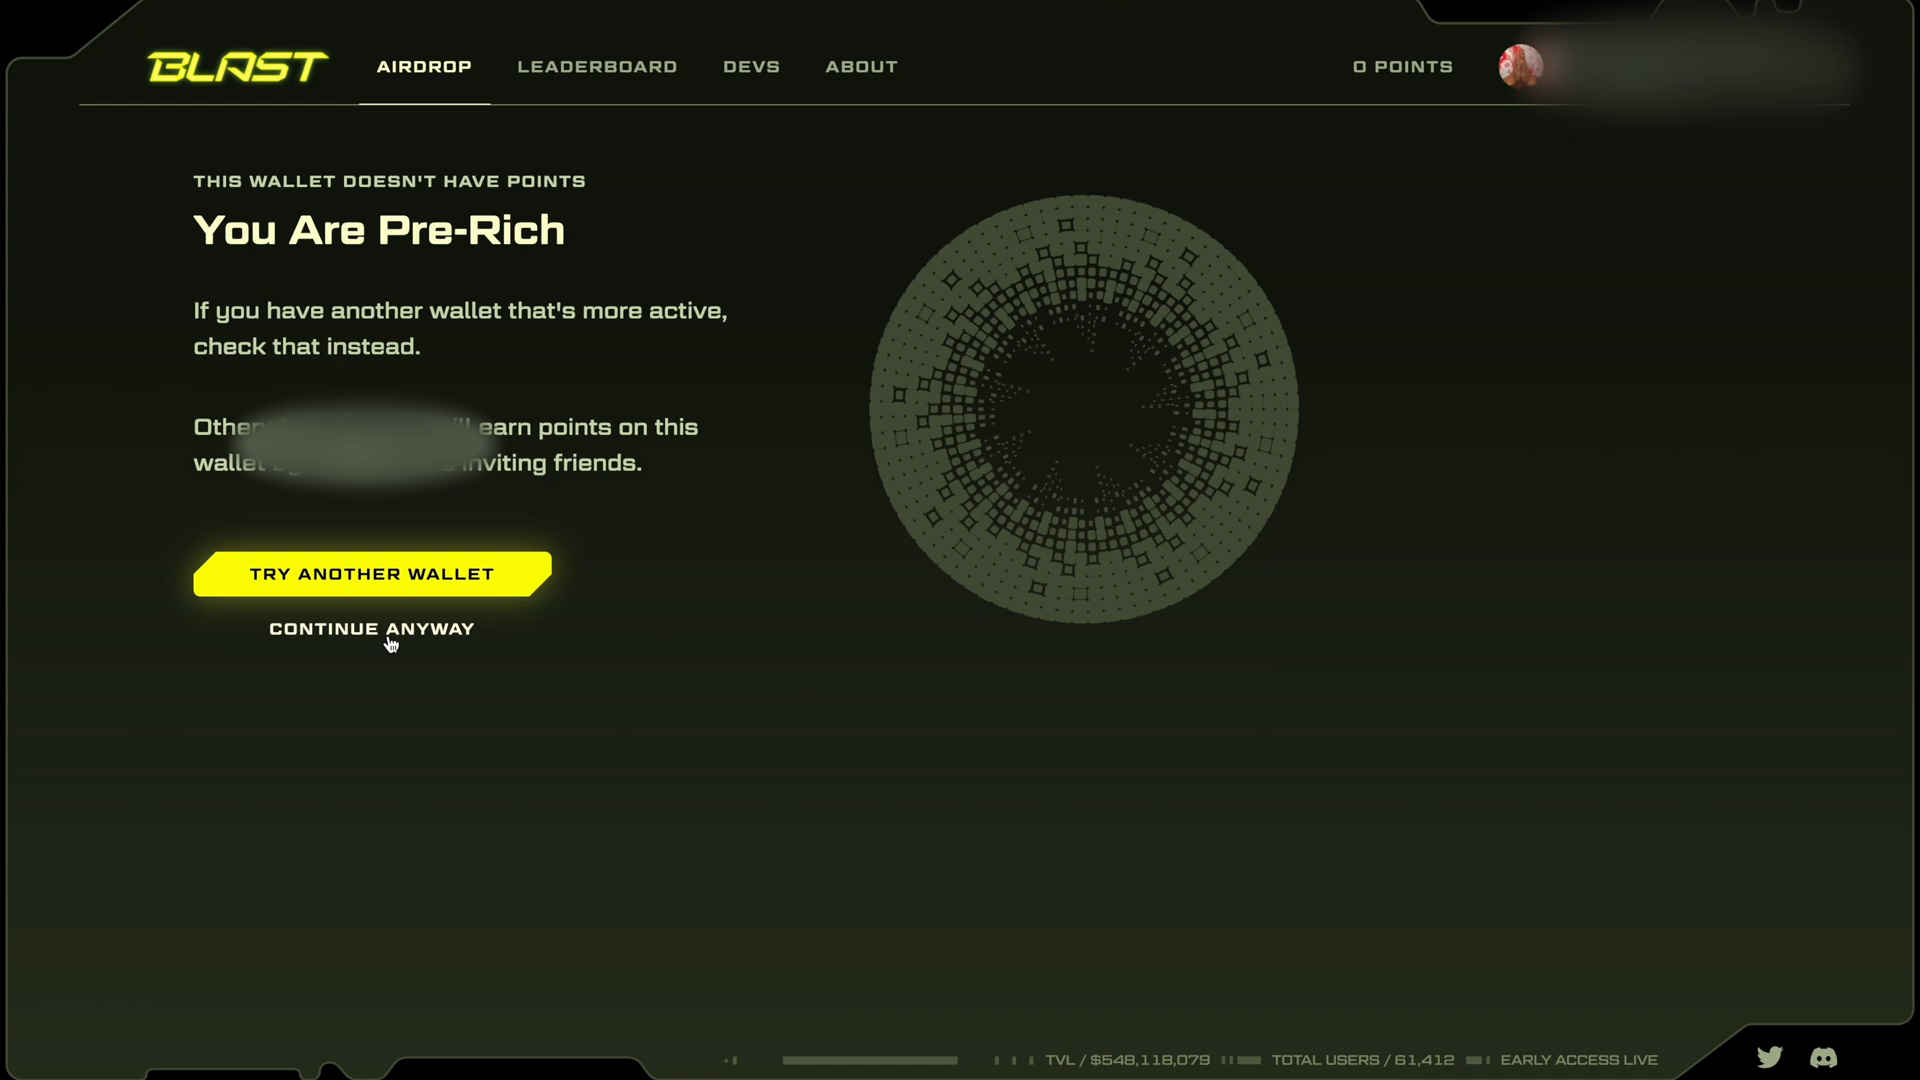 BLAST
AIRDROP
LEADERBOARD
DEVS
ABOUT
0 POINTS
THIS WALLET DOESN'T HAVE POINTS
You Are Pre-Rich
If you have another wallet that's more active,
check that instead.
earn points on this
wallet inviting friends.
TRY ANOTHER WALLET
CONTINUE ANYWAY
TVL / $548,118,079
TOTAL USERS / 61,412
EARLY ACCESS LIVE